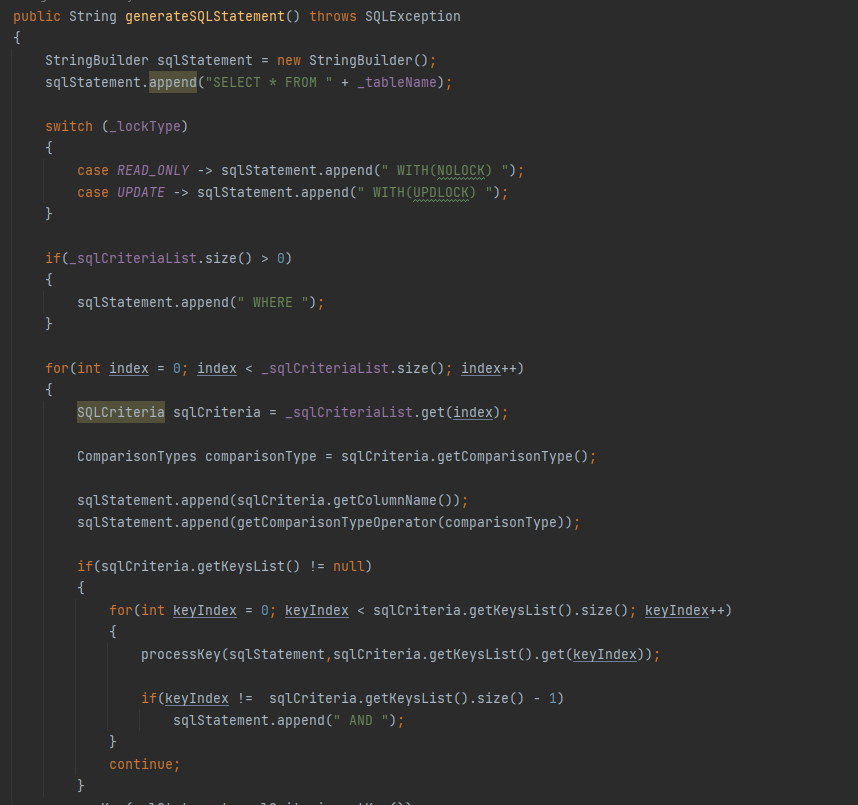 public String generateSQLStatement() throws SQLException
{
StringBuilder sqlStatement = new StringBuilder();
sqlStatement.append("SELECT * FROM " + _tableName);
switch (_lockType)
{
case READ_ONLY -> sqlStatement.append(" WITH(NOLOCK) ");
case UPDATE -> sqlStatement.append(" WITH(UPDLOCK) ");
}
if(_sqlCriteriaList.size() > 0)
{
sqlStatement.append(" WHERE ");
}
for(int index = 0; index < _sqlCriteriaList.size(); index++)
{
SQLCriteria sqlCriteria = _sqlCriteriaList.get(index);
ComparisonTypes comparisonType = sqlCriteria.getComparisonType();
sqlStatement.append(sqlCriteria.getColumnName());
sqlStatement.append(getComparisonTypeOperator(comparisonType));
if(sqlCriteria.getKeysList() != null)
{
for(int keyIndex = 0; keyIndex < sqlCriteria.getKeysList().size(); keyIndex++)
{
processKey(sqlStatement,sqlCriteria.getKeysList().get(keyIndex));
if(keyIndex !=  sqlCriteria.getKeysList().size() - 1)
sqlStatement.append(" AND ");
}
continue;
}